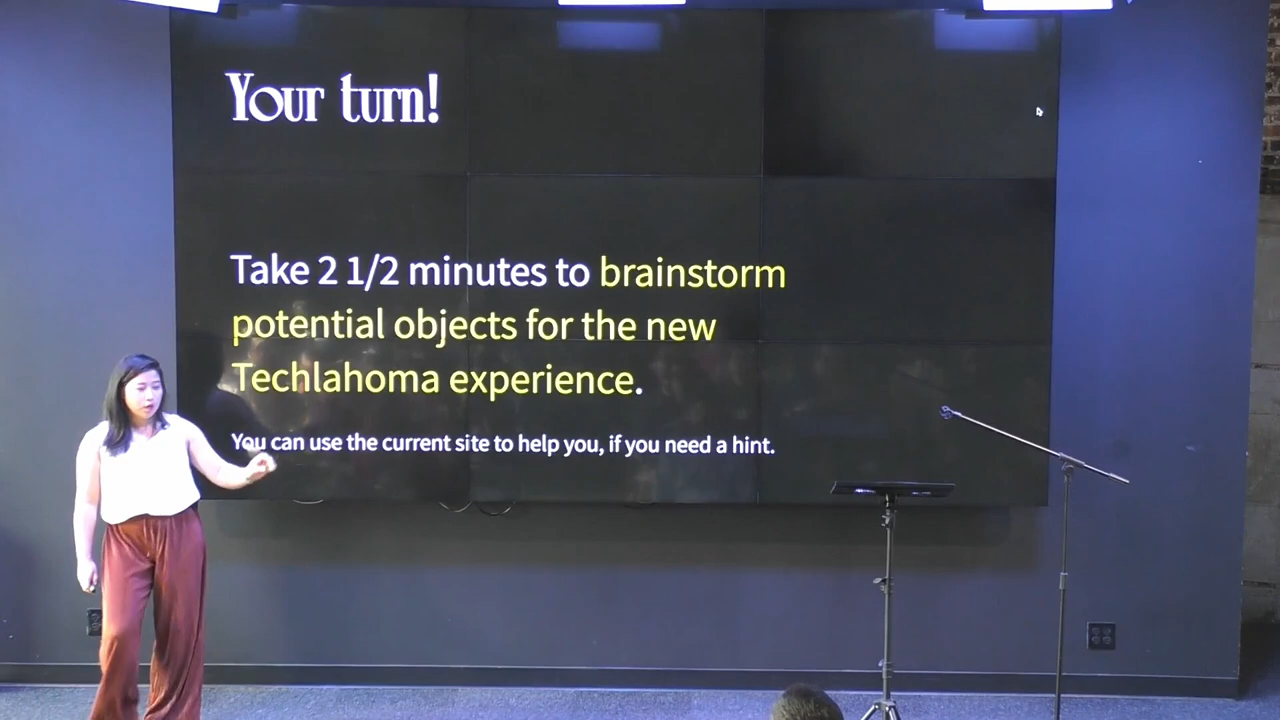 Your turn!
Take 2 1/2 minutes to brainstorm
potential objects for the new
Techlahoma experience.
You can use the current site to help you, if you need a hint.